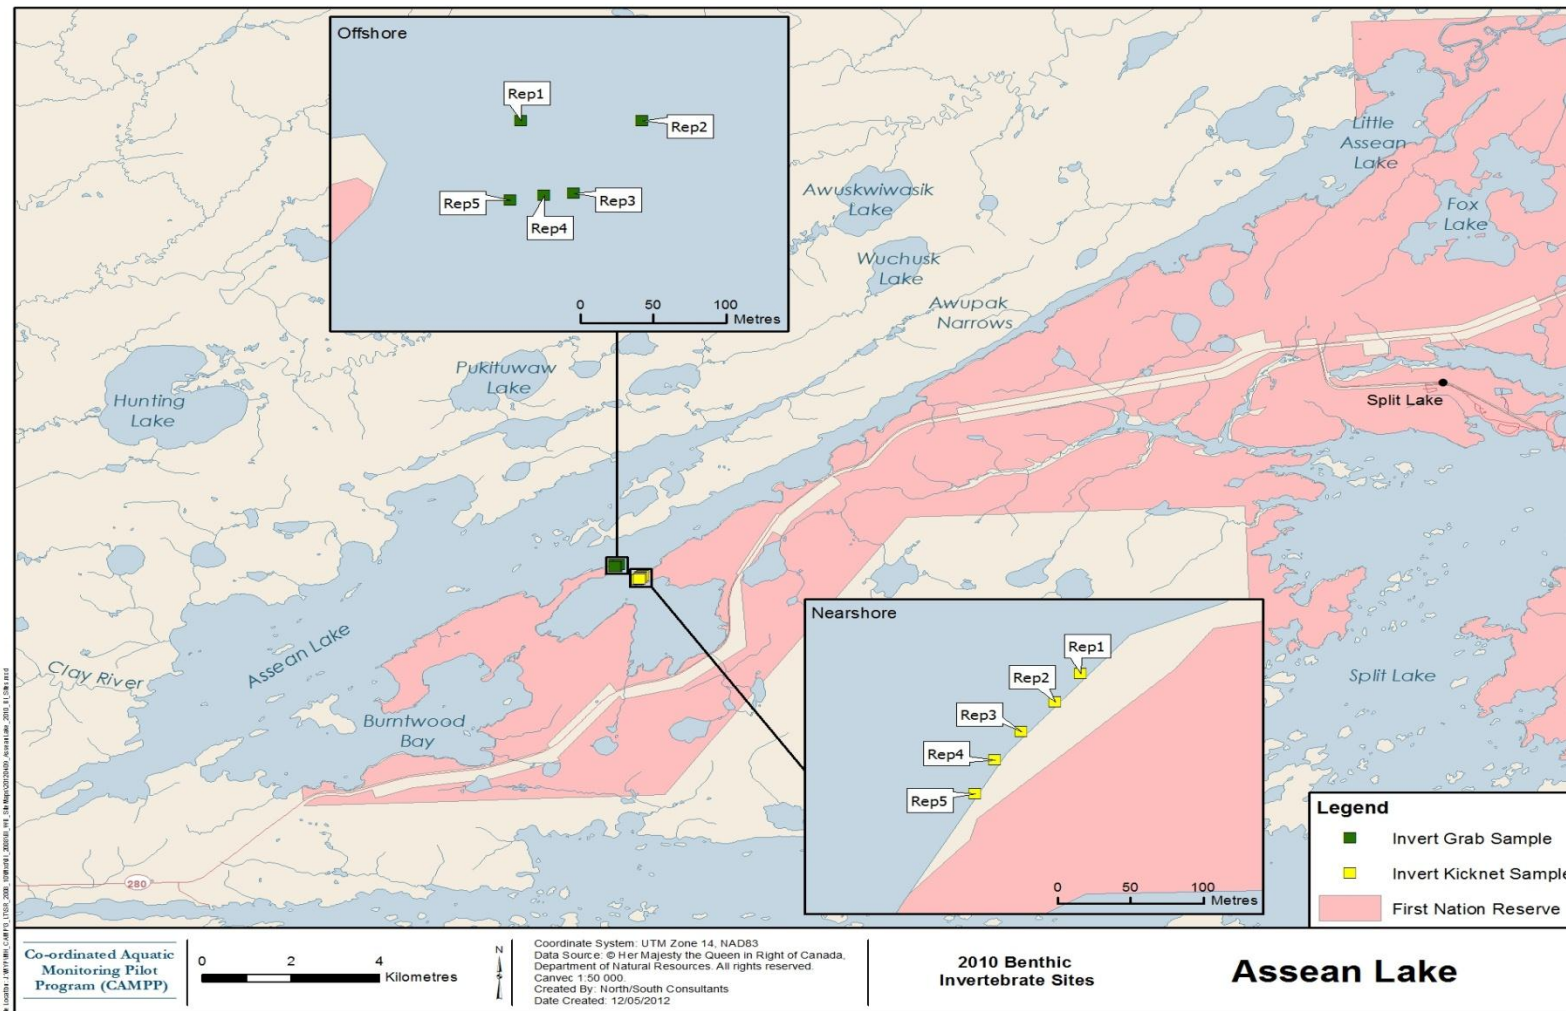 Offshore
Rep1
Rep2
Rep5
Rep4
Rep3
0 50 100
Metres
Little
Assean
Lake
Awuskwiwasik
Lake
Fox
Lake
Wuchusk
Lake
Awupak
Narrows
Pukituwaw
Lake
Hunting
Lake
Split Lake
Assean Lake
Clay River
Burntwood
Bay
Split Lake
280
Nearshore
Rep1
Rep2
Rep3
Rep4
Rep5
0 50 100
Metres
Legend
Invert Grab Sample
Invert Kicknet Sample
First Nation Reserve
Co-ordinated Aquatic
Monitoring Pilot
Program (CAMPP)
0 2 4
Kilometres
N
Coordinate System: UTM Zone 14, NAD83
Data Source: © Her Majesty the Queen in Right of Canada,
Department of Natural Resources. All rights reserved.
Canvec 1:50 000.
Created By: North/South Consultants
Date Created: 12/05/2012
2010 Benthic
Invertebrate Sites
Assean Lake